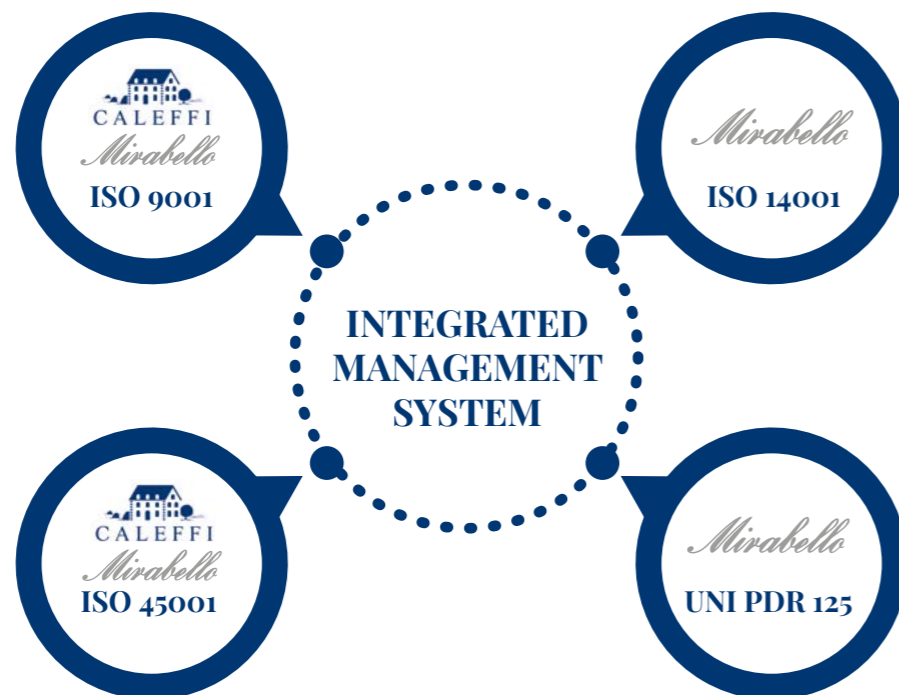 CALEFFI
Mirabello
ISO 9001
Mirabello
ISO 14001
INTEGRATED
MANAGEMENT
SYSTEM
CALEFFI
Mirabello
ISO 45001
Mirabello
UNI PDR 125